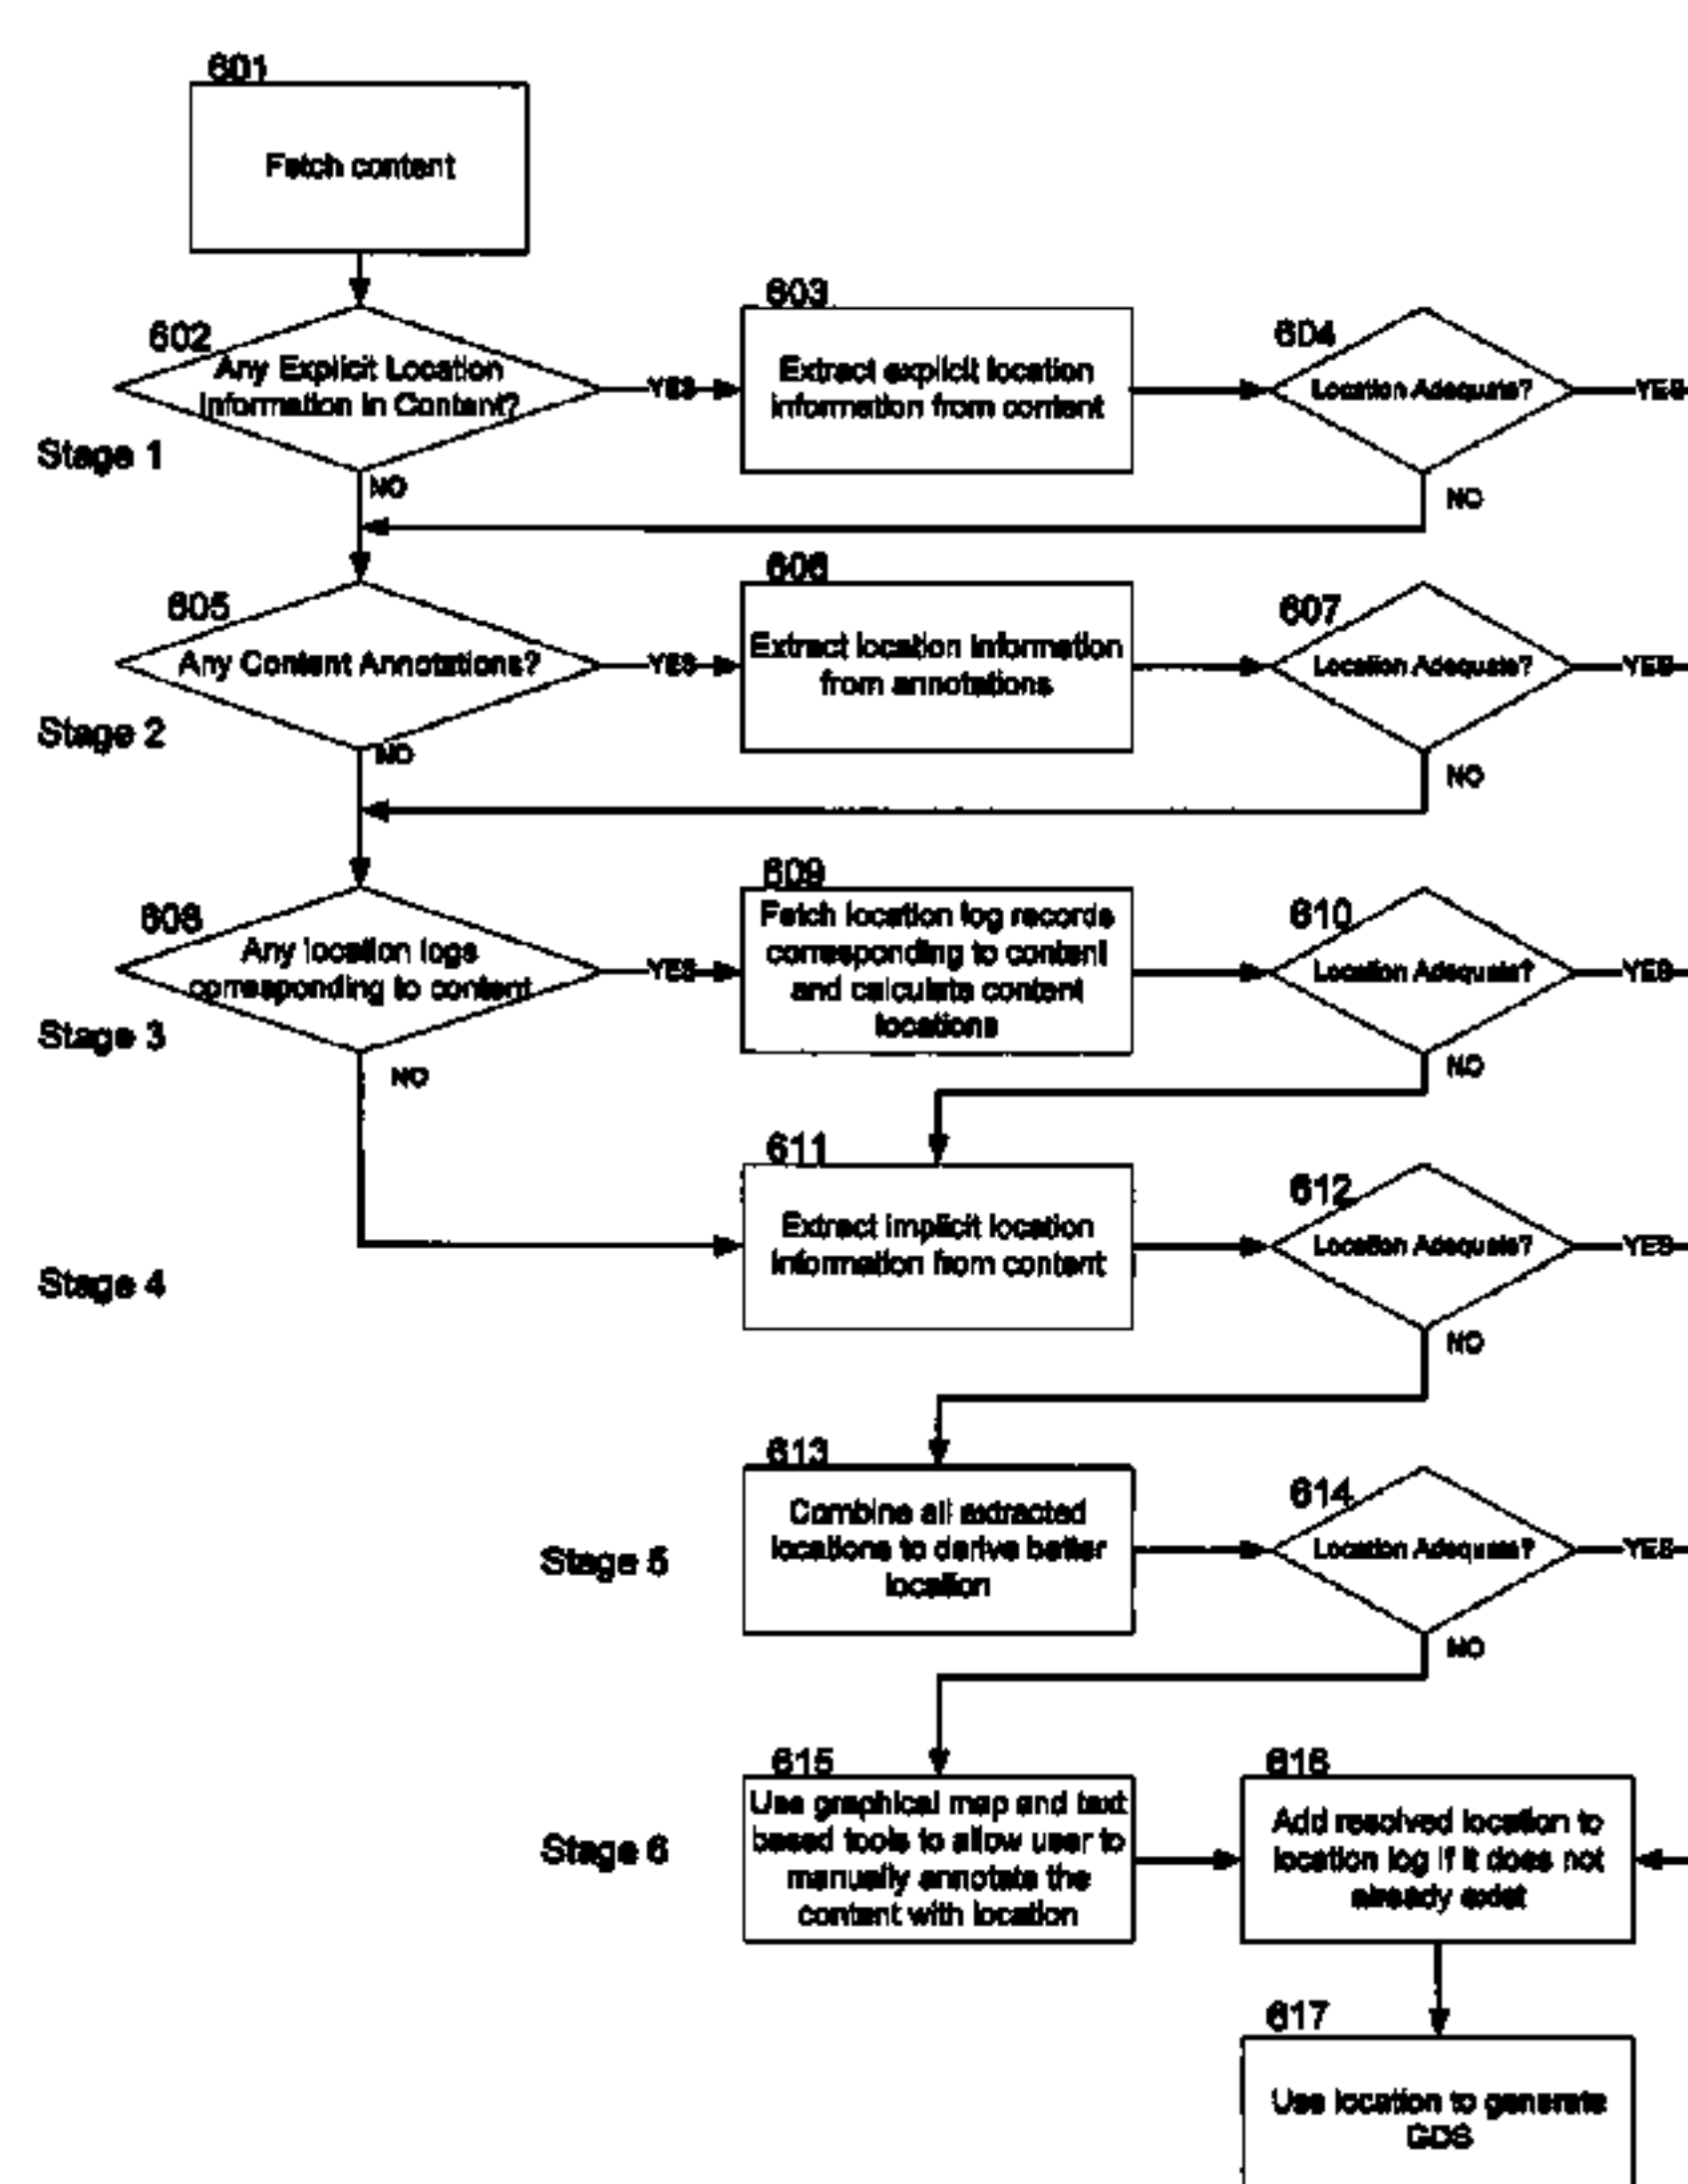 601
Fetch content
602
Any Explicit Location
Information in Content?
YES
603
Extract explicit location
information from content
604
Location Adequate?
YES
Stage 1
NO
NO
605
Any Content Annotations?
YES
606
Extract location information
from annotations
607
Location Adequate?
YES
Stage 2
NO
NO
608
Any location logs
corresponding to content
YES
609
Fetch location log records
corresponding to content
and calculate content
locations
610
Location Adequate?
YES
Stage 3
NO
NO
611
Extract implicit location
information from content
612
Location Adequate?
YES
Stage 4
NO
613
Combine all extracted
locations to derive better
location
614
Location Adequate?
YES
Stage 5
NO
615
Use graphical map and text
based tools to allow user to
manually annotate the
content with location
616
Add resolved location to
location log if it does not
already exist
Stage 6
617
Use location to generate
GDS